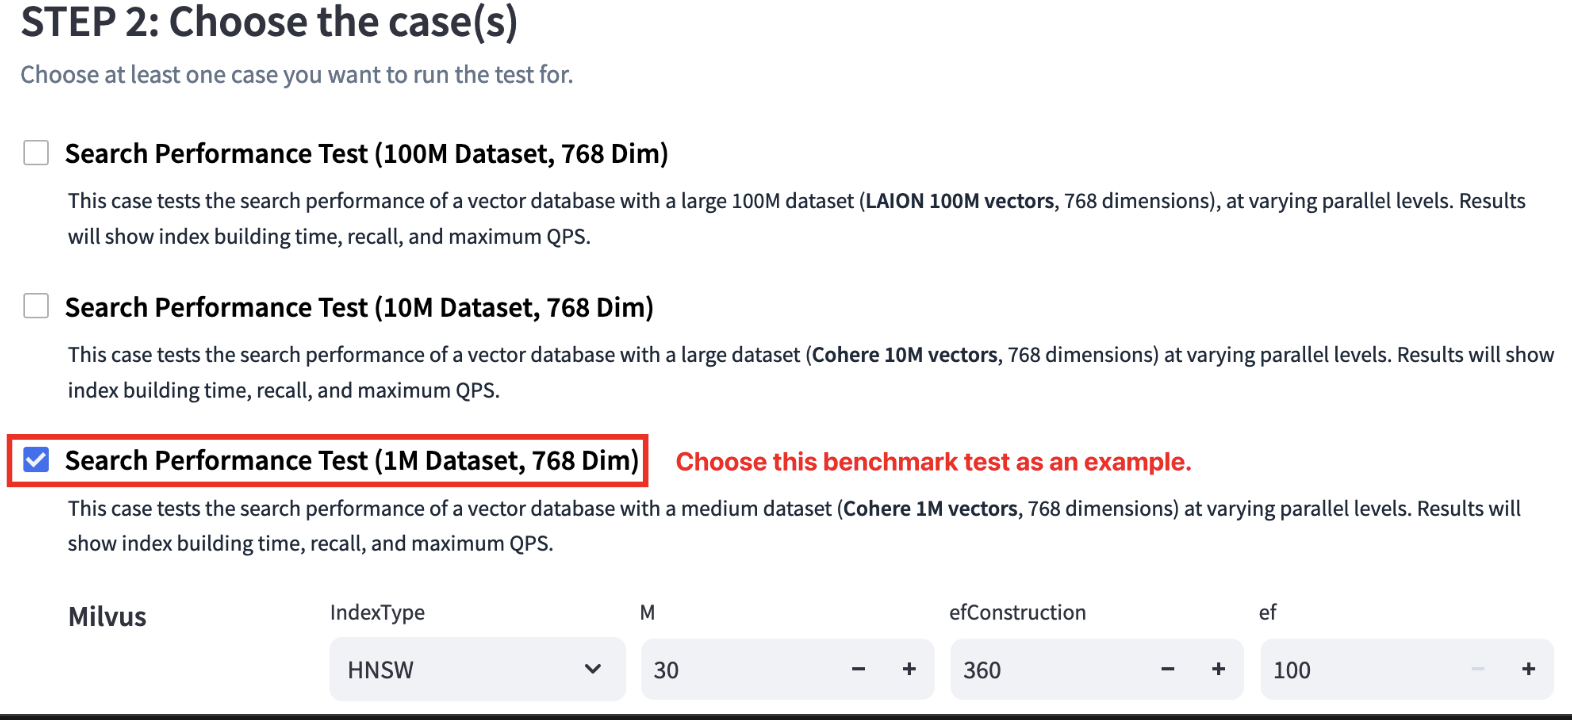 STEP 2: Choose the case(s)
Choose at least one case you want to run the test for.
Search Performance Test (100M Dataset, 768 Dim)
This case tests the search performance of a vector database with a large 100M dataset (LAION 100M vectors, 768 dimensions), at varying parallel levels. Results
will show index building time, recall, and maximum QPS.
Search Performance Test (10M Dataset, 768 Dim)
This case tests the search performance of a vector database with a large dataset (Cohere 10M vectors, 768 dimensions) at varying parallel levels. Results will show
index building time, recall, and maximum QPS.
Search Performance Test (1M Dataset, 768 Dim) Choose this benchmark test as an example.
This case tests the search performance of a vector database with a medium dataset (Cohere 1M vectors, 768 dimensions) at varying parallel levels. Results will
show index building time, recall, and maximum QPS.
Milvus IndexType M efConstruction ef
HNSW 30 − + 360 − + 100 − +